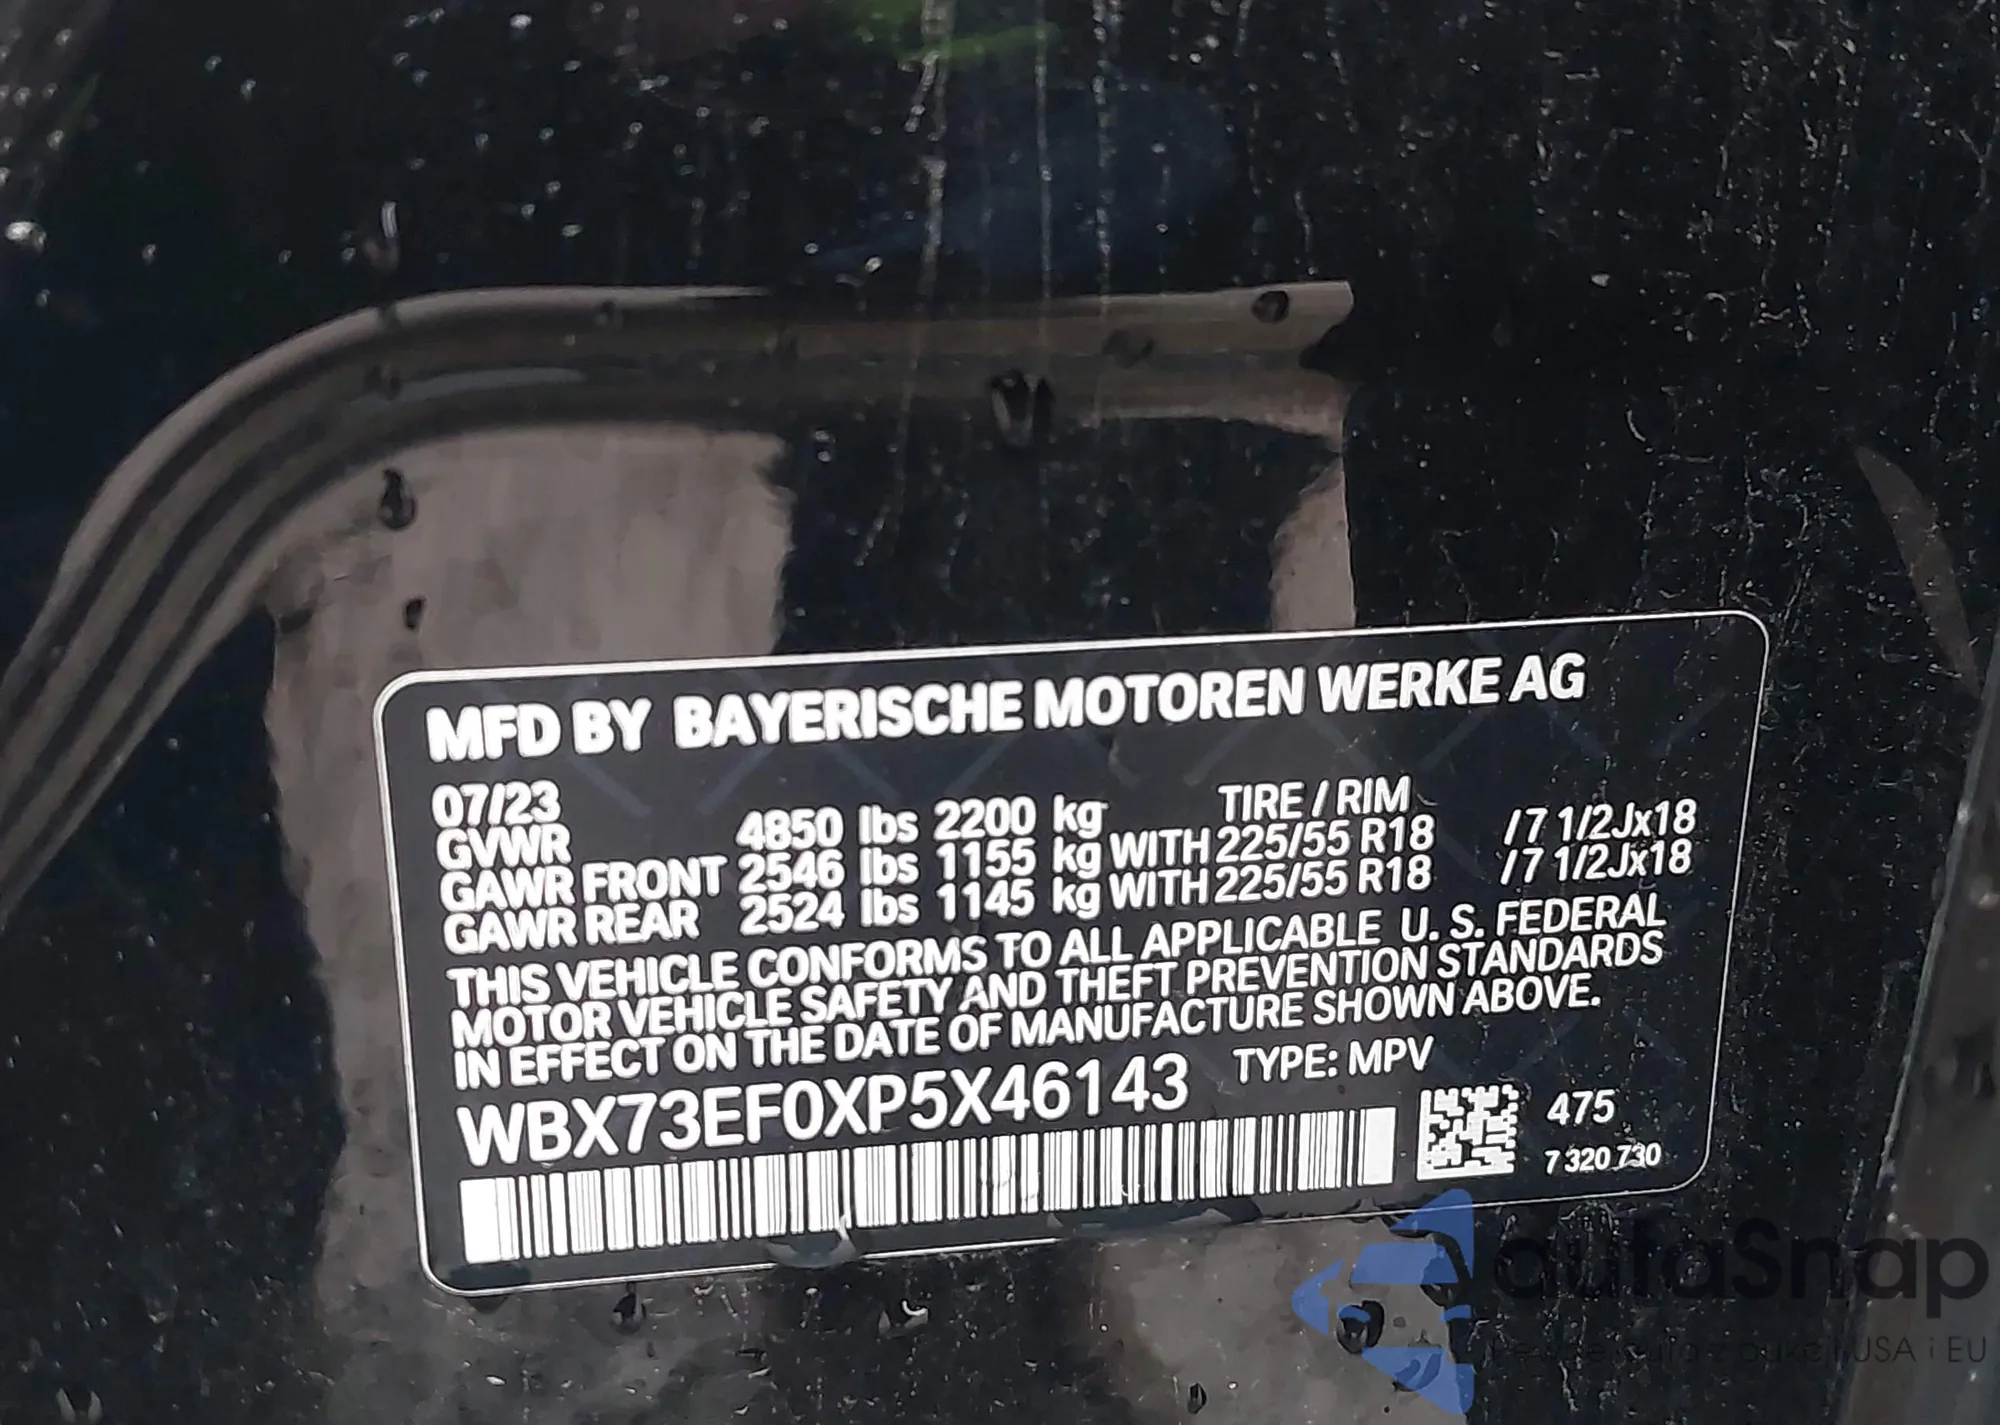 MFD BY BAYERISCHE MOTOREN WERKE AG
07/23 TIRE / RIM
GVWR 4850 lbs 2200 kg
GAWR FRONT 2546 lbs 1155 kg WITH 225/55 R18 / 7 1/2Jx18
GAWR REAR 2524 lbs 1145 kg WITH 225/55 R18 / 7 1/2Jx18
THIS VEHICLE CONFORMS TO ALL APPLICABLE U. S. FEDERAL
MOTOR VEHICLE SAFETY AND THEFT PREVENTION STANDARDS
IN EFFECT ON THE DATE OF MANUFACTURE SHOWN ABOVE.
WBX73EF0XP5X46143 TYPE: MPV
475
7 320 730
autaSnap
USA i EU